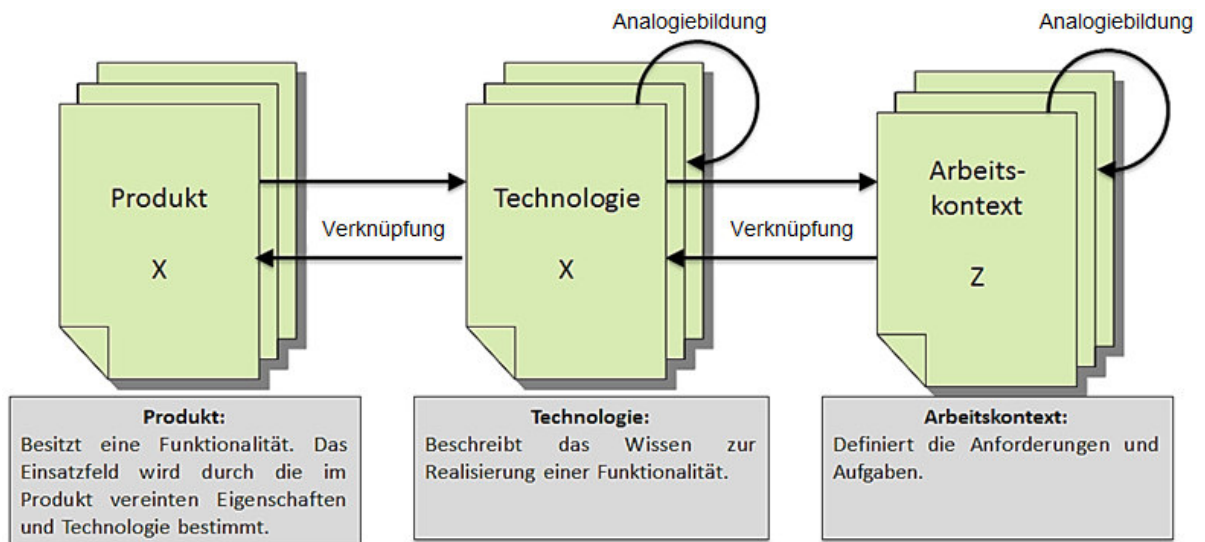 Analogiebildung
Analogiebildung
Produkt
X
Verknüpfung
Technologie
X
Verknüpfung
Arbeits-
kontext
Z
Produkt:
Besitzt eine Funktionalität. Das
Einsatzfeld wird durch die im
Produkt vereinten Eigenschaften
und Technologie bestimmt.
Technologie:
Beschreibt das Wissen zur
Realisierung einer Funktionalität.
Arbeitskontext:
Definiert die Anforderungen und
Aufgaben.